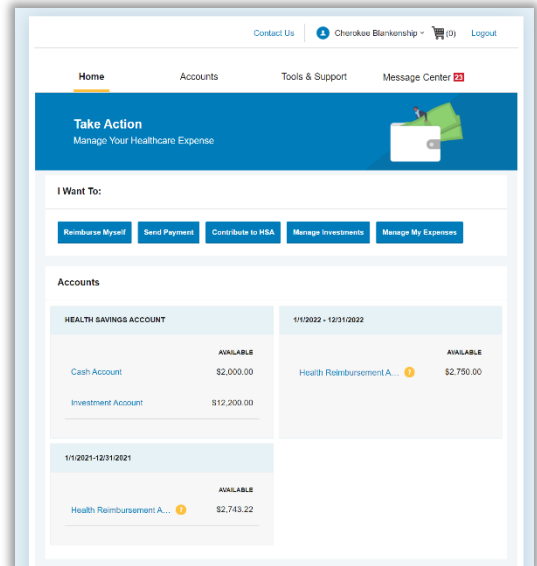 Contact Us Cherokee Blankenship (0) Logout
Home Accounts Tools & Support Message Center 23
Take Action
Manage Your Healthcare Expense
I Want To:
Reimburse Myself Send Payment Contribute to HSA Manage Investments Manage My Expenses
Accounts
HEALTH SAVINGS ACCOUNT
AVAILABLE
Cash Account $2,000.00
Investment Account $12,200.00
1/1/2022 - 12/31/2022
AVAILABLE
Health Reimbursement A... $2,750.00
1/1/2021-12/31/2021
AVAILABLE
Health Reimbursement A... $2,743.22